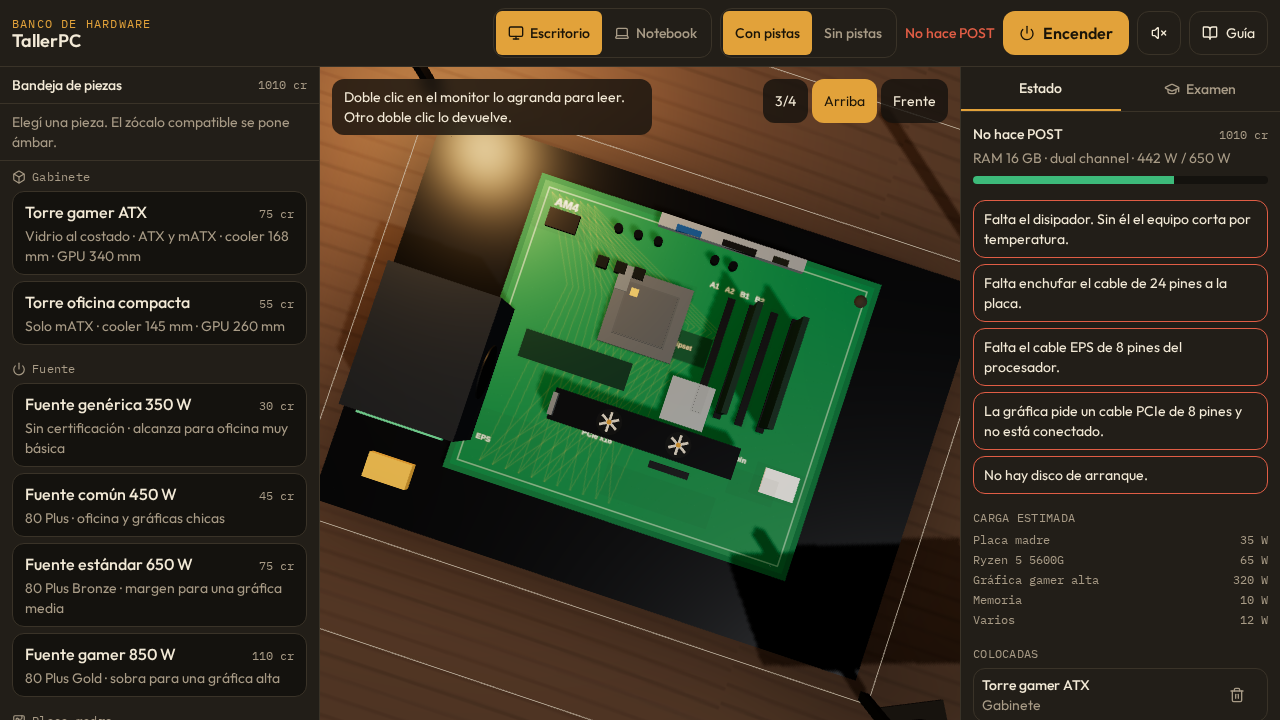 BANCO DE HARDWARE
TallerPC
Escritorio
Notebook
Con pistas
Sin pistas
No hace POST
Encender
Guía
Bandeja de piezas
1010 cr
Elegí una pieza. El zócalo compatible se pone
ámbar.
Gabinete
Torre gamer ATX
75 cr
Vidrio al costado · ATX y mATX · cooler 168
mm · GPU 340 mm
Torre oficina compacta
55 cr
Solo mATX · cooler 145 mm · GPU 260 mm
Fuente
Fuente genérica 350 W
30 cr
Sin certificación · alcanza para oficina muy
básica
Fuente común 450 W
45 cr
80 Plus · oficina y gráficas chicas
Fuente estándar 650 W
75 cr
80 Plus Bronze · margen para una gráfica
media
Fuente gamer 850 W
110 cr
80 Plus Gold · sobra para una gráfica alta
Doble clic en el monitor lo agranda para leer.
Otro doble clic lo devuelve.
3/4
Arriba
Frente
AM4
A1 A2 B1 B2
EPS
Estado
Examen
No hace POST
1010 cr
RAM 16 GB · dual channel · 442 W / 650 W
Falta el disipador. Sin él el equipo corta por
temperatura.
Falta enchufar el cable de 24 pines a la
placa.
Falta el cable EPS de 8 pines del
procesador.
La gráfica pide un cable PCIe de 8 pines y
no está conectado.
No hay disco de arranque.
CARGA ESTIMADA
Placa madre
35 W
Ryzen 5 5600G
65 W
Gráfica gamer alta
320 W
Memoria
10 W
Varios
12 W
COLOCADAS
Torre gamer ATX
Gabinete